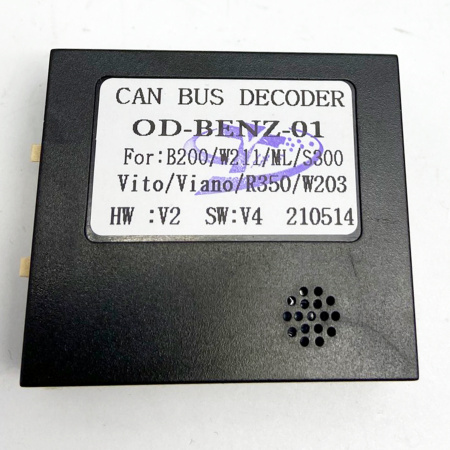 CAN BUS DECODER
OD-BENZ-01
For:B200/W211/ML/S300
Vito/Viano/R350/W203
HW :V2 SW:V4 210514